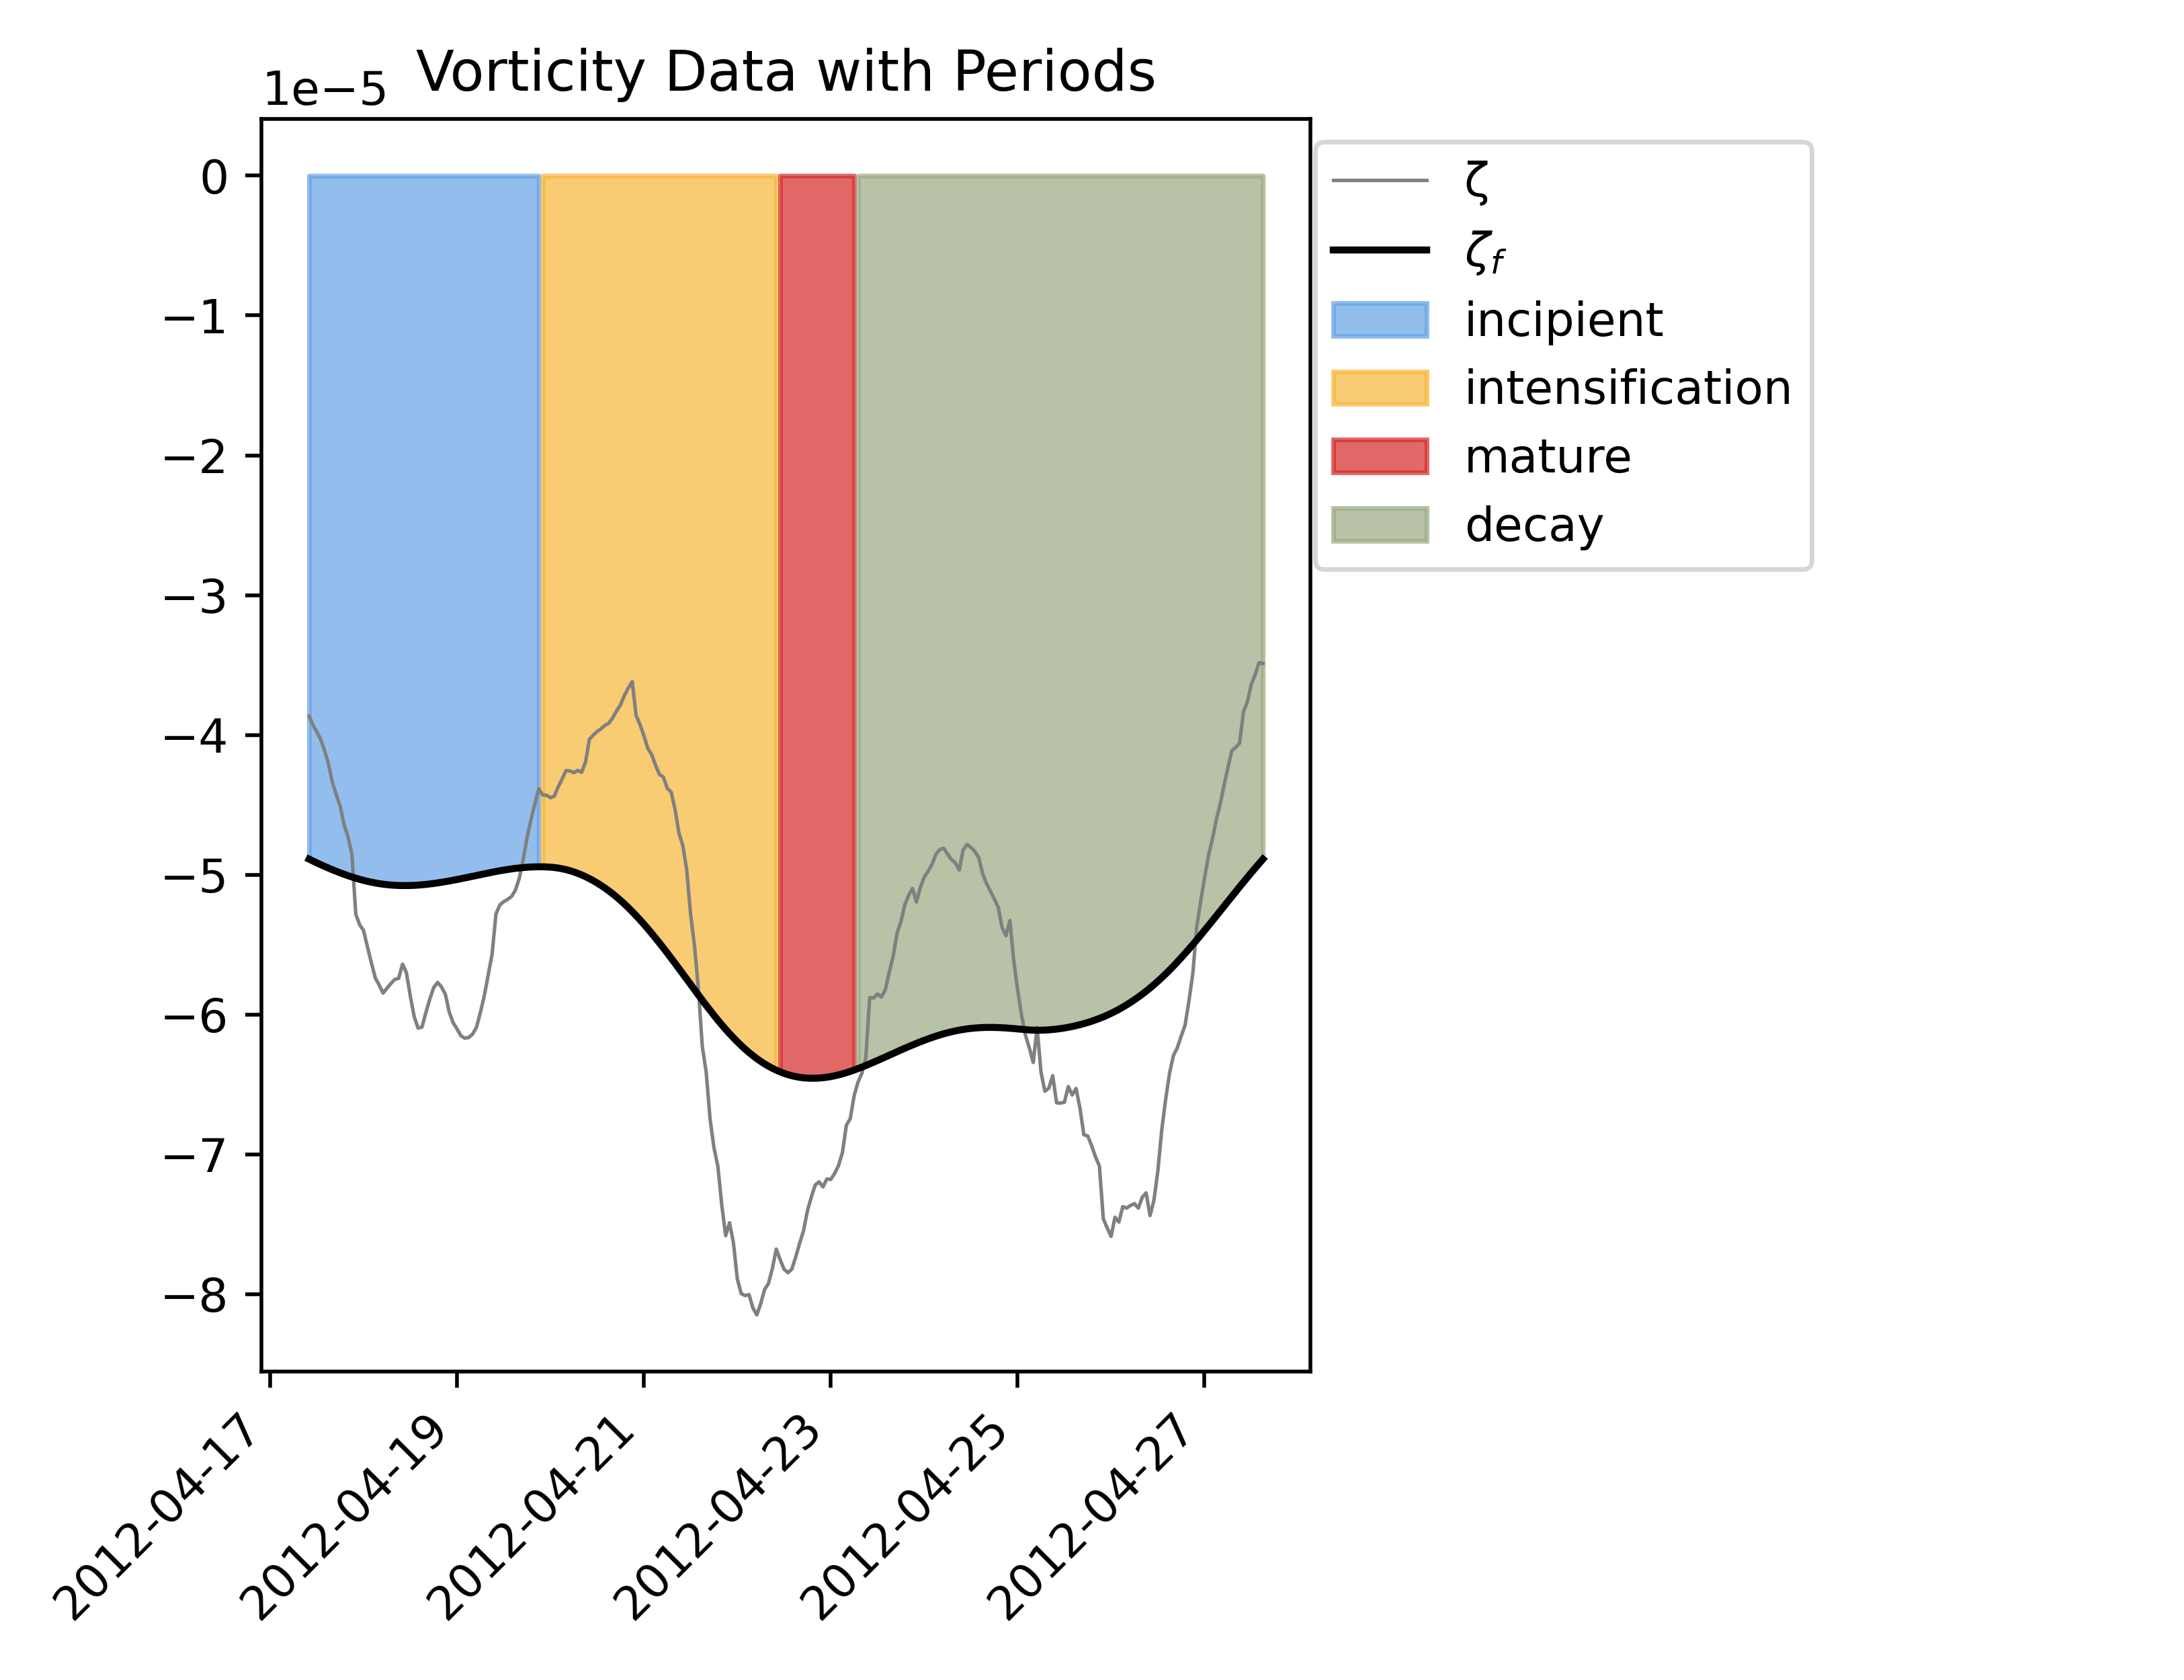 Vorticity Data with Periods
1e−5
0
−1
−2
−3
−4
−5
−6
−7
−8
2012-04-17
2012-04-19
2012-04-21
2012-04-23
2012-04-25
2012-04-27
ζ
ζf
incipient
intensification
mature
decay